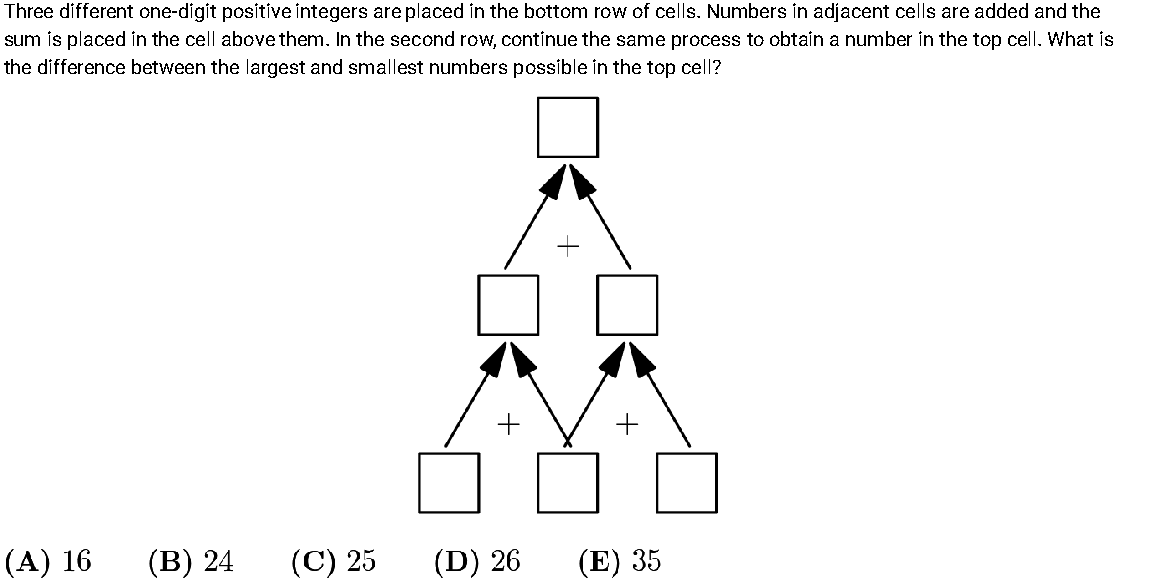 Three different one-digit positive integers are placed in the bottom row of cells. Numbers in adjacent cells are added and the
sum is placed in the cell above them. In the second row, continue the same process to obtain a number in the top cell. What is
the difference between the largest and smallest numbers possible in the top cell?
+
+ +
(A) 16 (B) 24 (C) 25 (D) 26 (E) 35